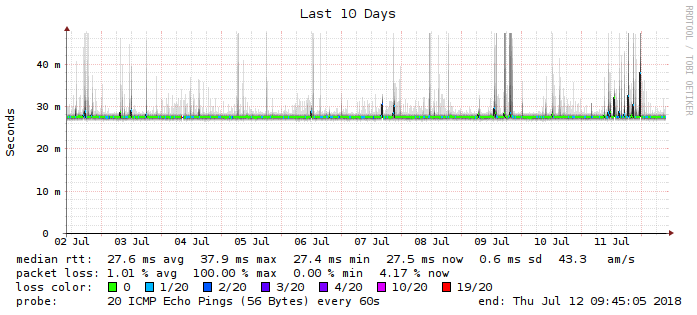 Last 10 Days
RRDTOOL / TOBI OETIKER
Seconds
40 m
30 m
20 m
10 m
0
02 Jul 03 Jul 04 Jul 05 Jul 06 Jul 07 Jul 08 Jul 09 Jul 10 Jul 11 Jul
median rtt: 27.6 ms avg 37.9 ms max 27.4 ms min 27.5 ms now 0.6 ms sd 43.3 am/s
packet loss: 1.01 % avg 100.00 % max 0.00 % min 4.17 % now
loss color: 0 1/20 2/20 3/20 4/20 10/20 19/20
probe: 20 ICMP Echo Pings (56 Bytes) every 60s end: Thu Jul 12 09:45:05 2018